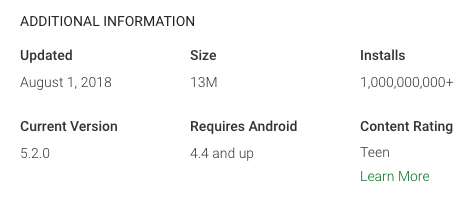 ADDITIONAL INFORMATION
Updated Size Installs
August 1, 2018 13M 1,000,000,000+
Current Version Requires Android Content Rating
5.2.0 4.4 and up Teen
Learn More